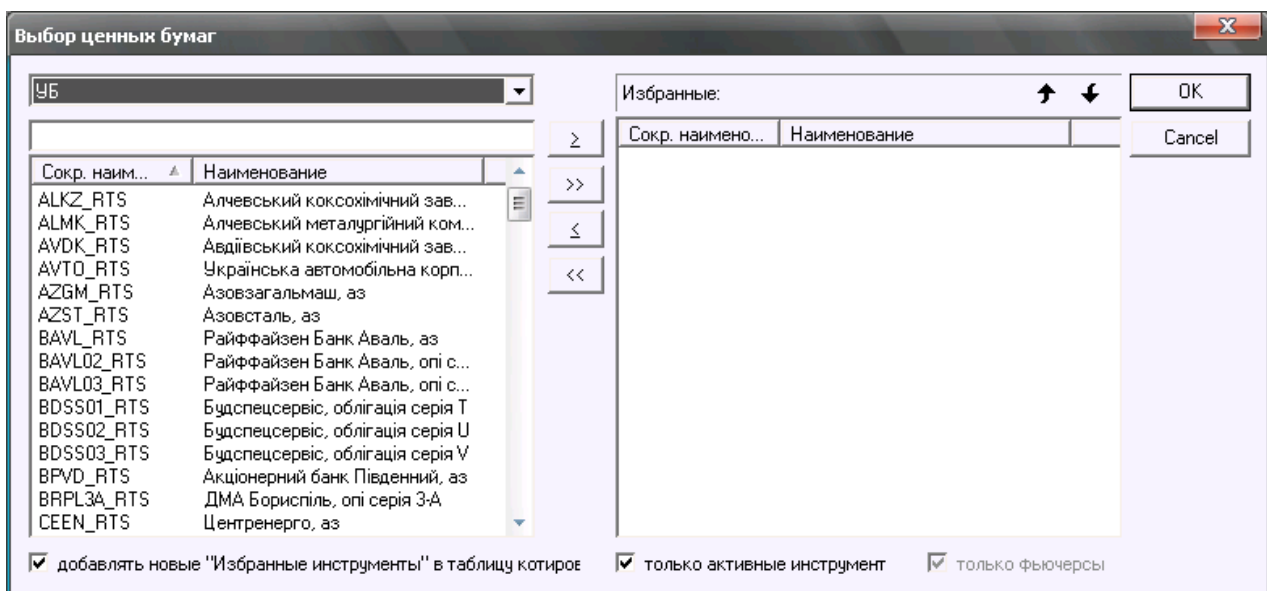 Выбор ценных бумаг
УБ
Избранные:
OK
Cancel
Сокр. наим... Наименование
ALKZ_RTS Алчевський коксохімічний зав...
ALMK_RTS Алчевський металургійний ком...
AVDK_RTS Авдіївський коксохімічний зав...
AVTO_RTS Українська автомобільна корп...
AZGM_RTS Азовзагальмаш, аз
AZST_RTS Азовсталь, аз
BAVL_RTS Райффайзен Банк Аваль, аз
BAVL02_RTS Райффайзен Банк Аваль, опі с...
BAVL03_RTS Райффайзен Банк Аваль, опі с...
BDSS01_RTS Будспецсервіс, облігація серія T
BDSS02_RTS Будспецсервіс, облігація серія U
BDSS03_RTS Будспецсервіс, облігація серія V
BPVD_RTS Акціонерний банк Південний, аз
BRPL3A_RTS ДМА Бориспіль, опі серія 3-А
CEEN_RTS Центренерго, аз
≥
>>
≤
<<
Сокр. наимено... Наименование
добавлять новые "Избранные инструменты" в таблицу котиров
только активные инструмент
только фьючерсы